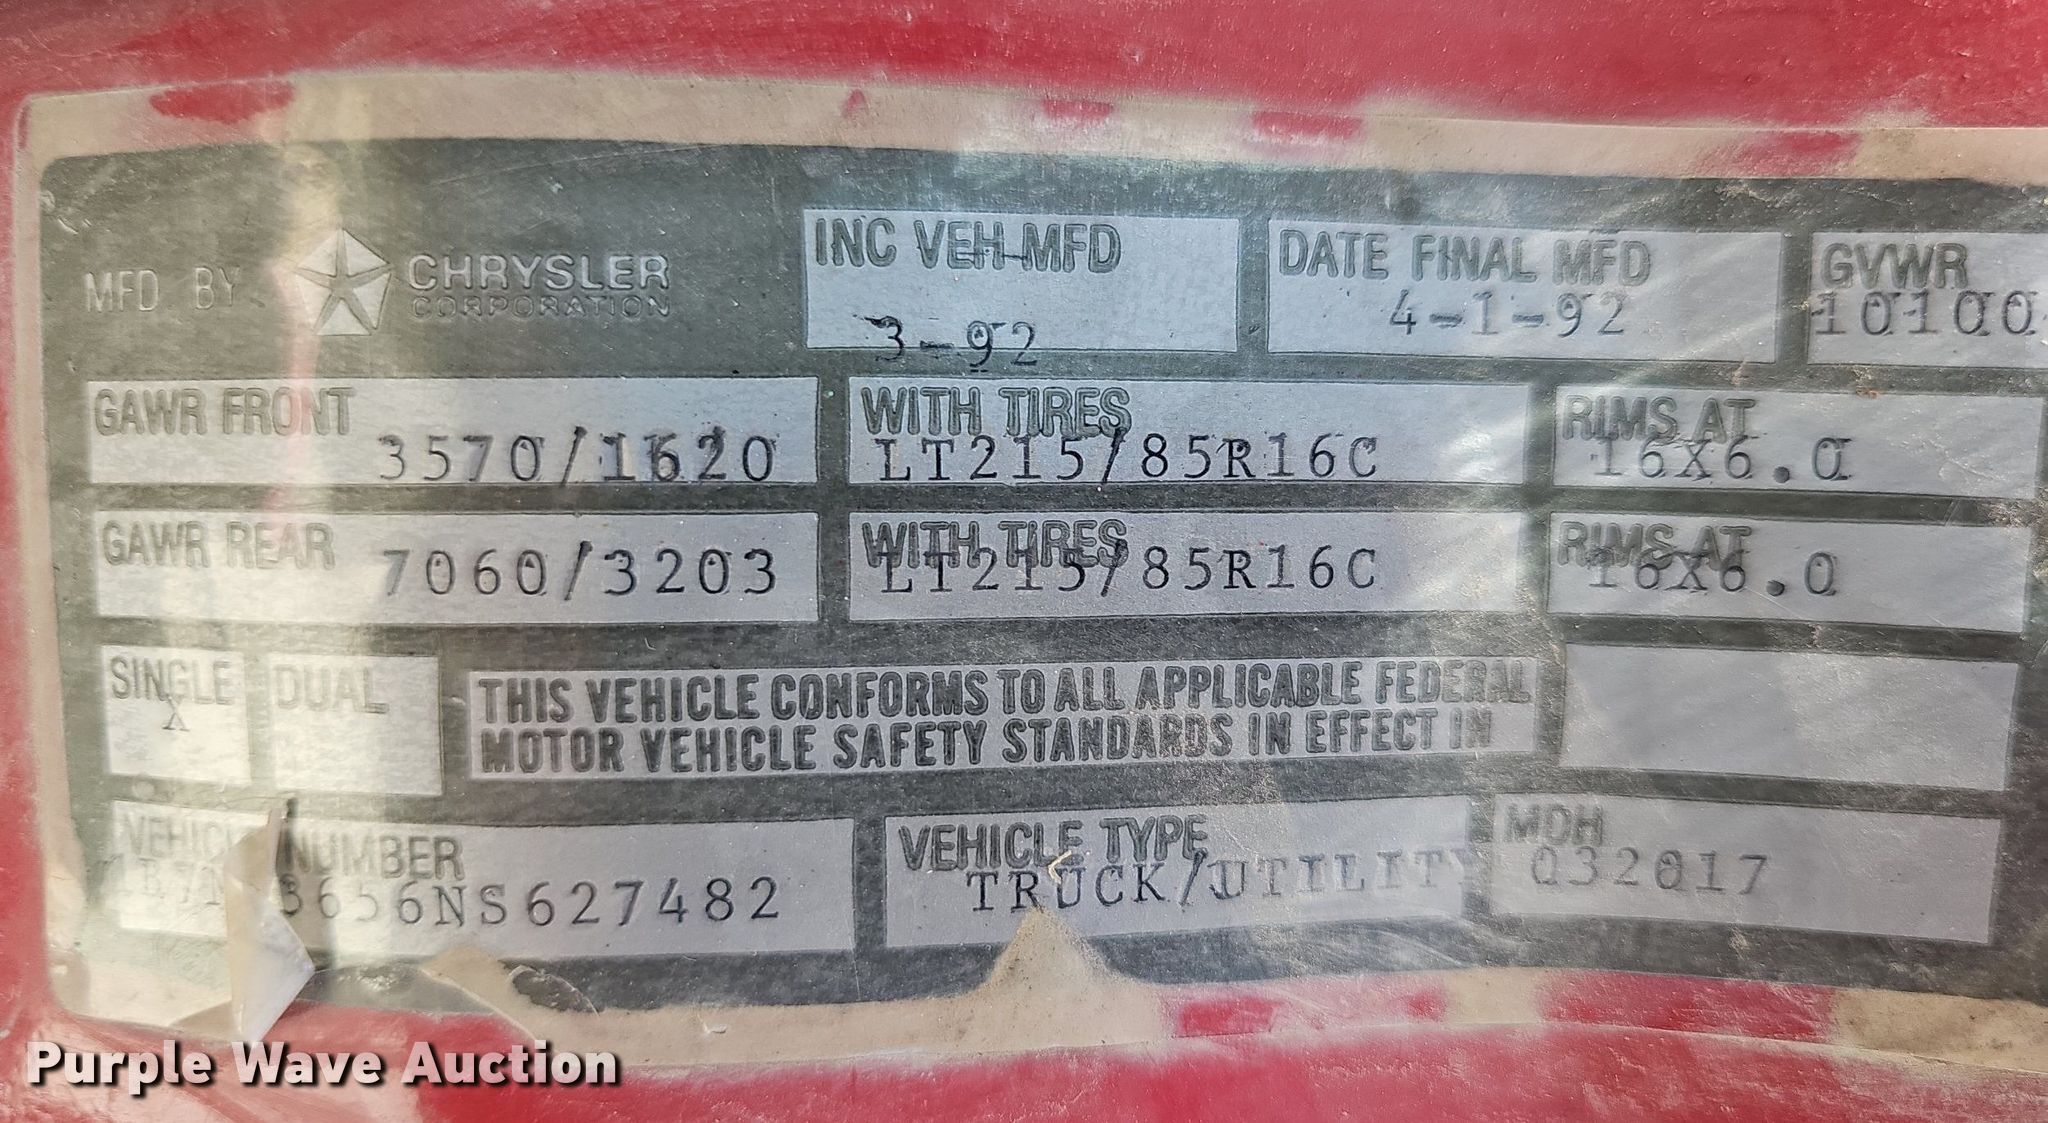 MFD BY CHRYSLER CORPORATION
INC VEH MFD
3-92
DATE FINAL MFD
4-1-92
GVWR
10100
GAWR FRONT
3570/1620
WITH TIRES
LT215/85R16C
RIMS AT
16X6.0
GAWR REAR
7060/3203
WITH TIRES
LT215/85R16C
RIMS AT
16X6.0
SINGLE
X
DUAL
THIS VEHICLE CONFORMS TO ALL APPLICABLE FEDERAL
MOTOR VEHICLE SAFETY STANDARDS IN EFFECT IN
NUMBER
656NS627482
VEHICLE TYPE
TRUCK/UTILITY
MDH
032017
Purple Wave Auction